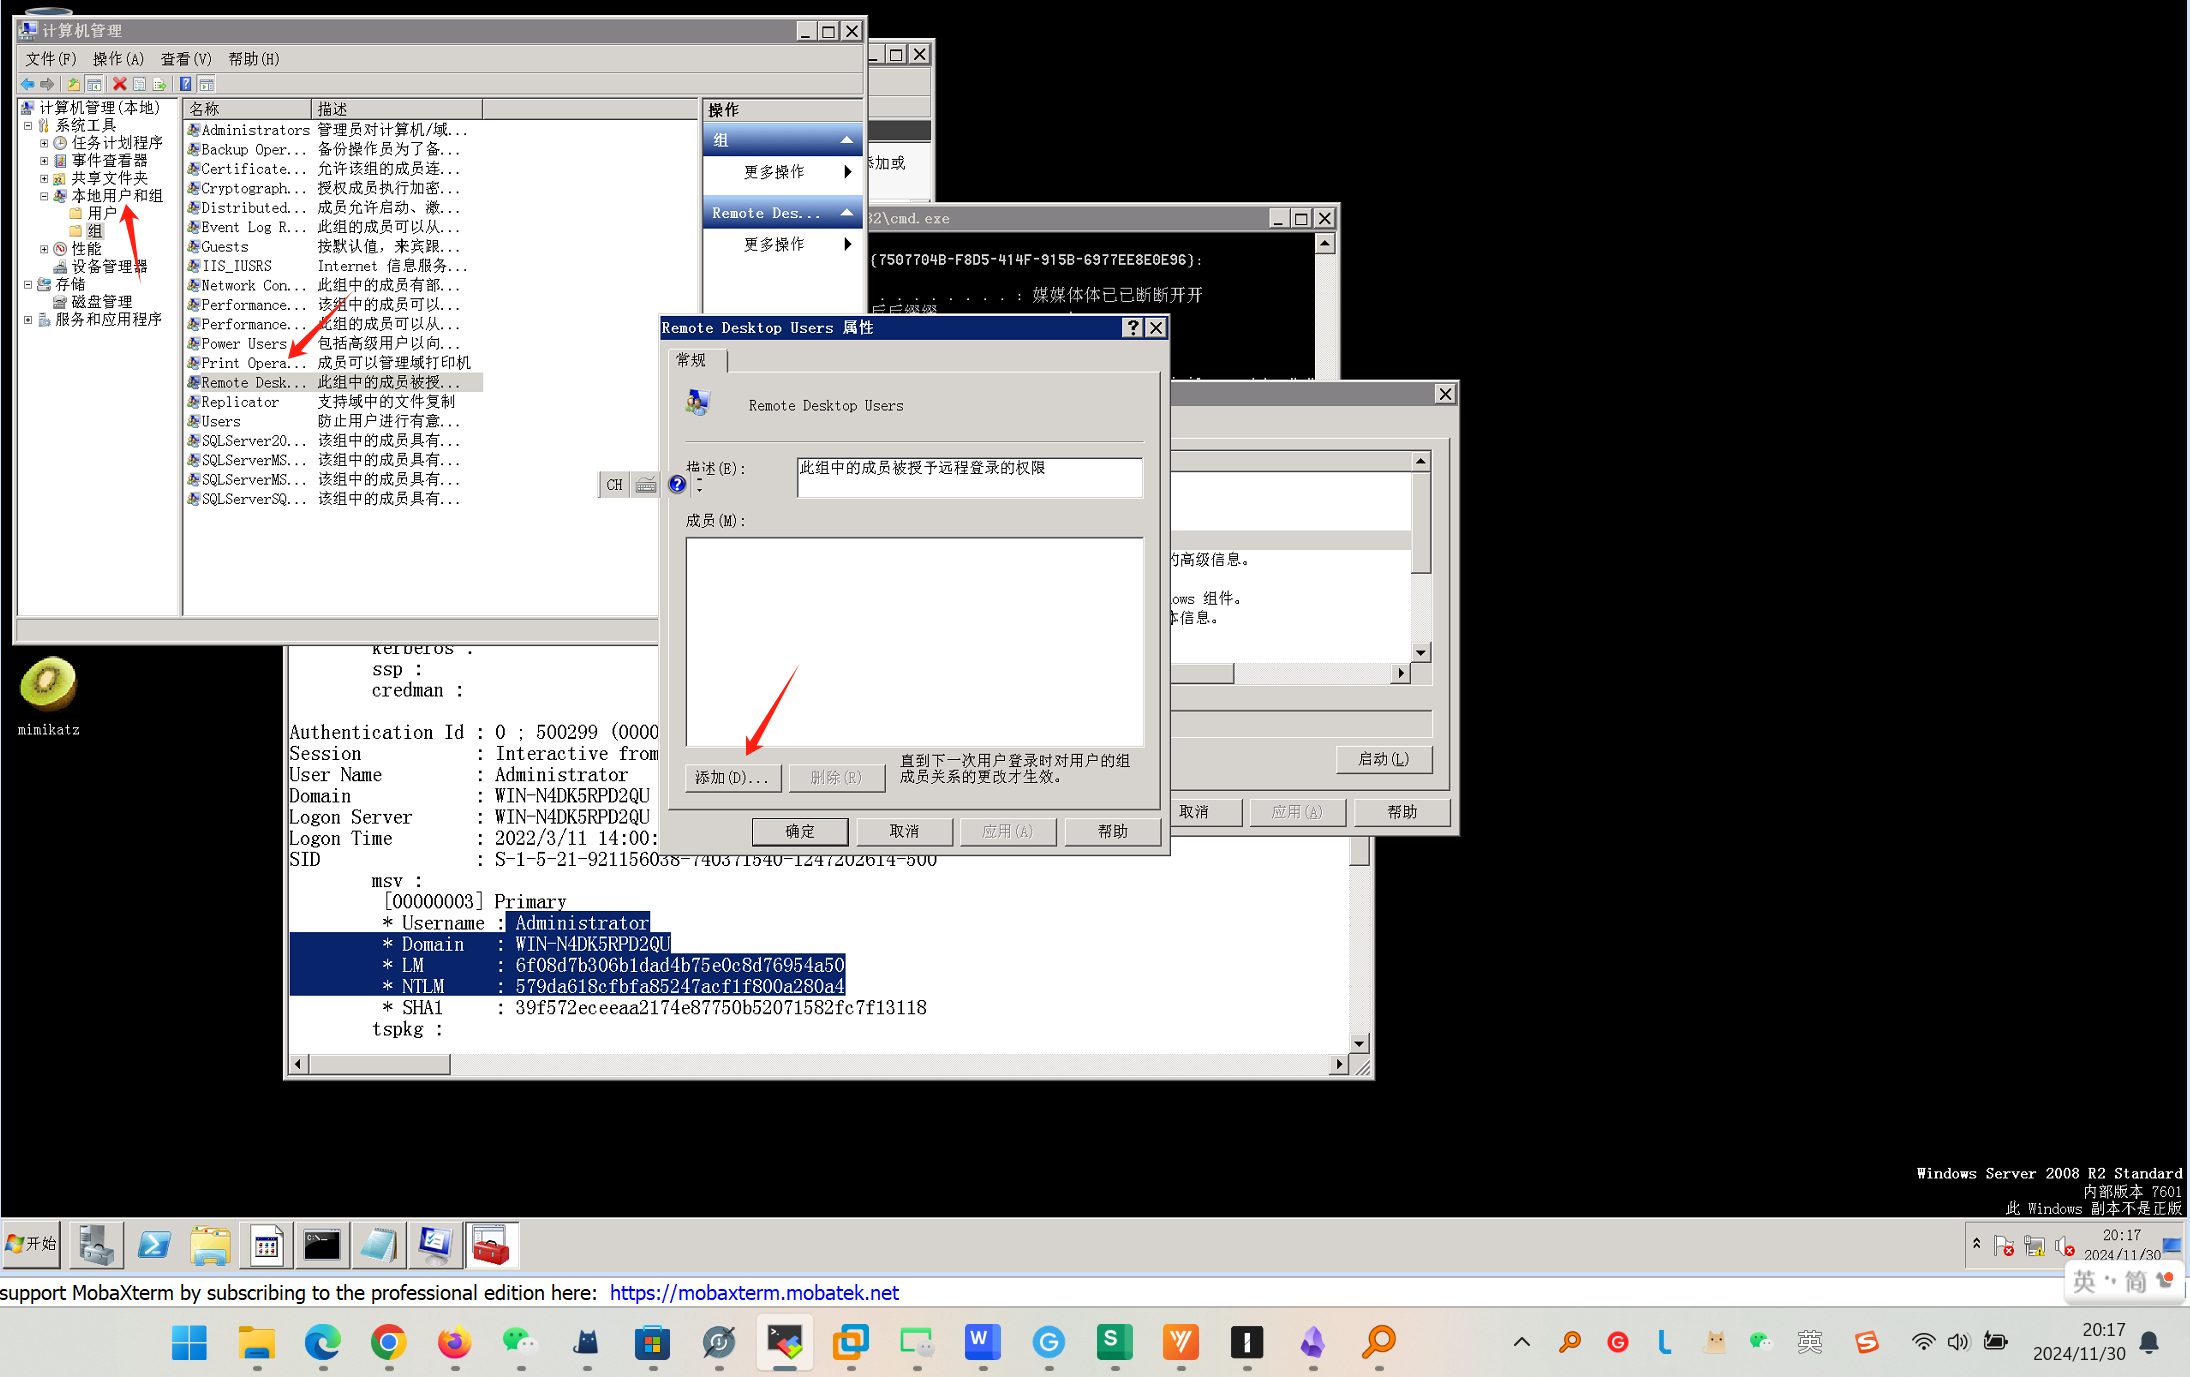 计算机管理
文件(F) 操作(A) 查看(V) 帮助(H)
计算机管理(本地)
系统工具
任务计划程序
事件查看器
共享文件夹
本地用户和组
用户
组
性能
设备管理器
存储
磁盘管理
服务和应用程序
名称 描述
Administrators 管理员对计算机/域...
Backup Oper... 备份操作员为了备...
Certificate... 允许该组的成员连...
Cryptograph... 授权成员执行加密...
Distributed... 成员允许启动、激...
Event Log R... 此组的成员可以从...
Guests 按默认值，来宾跟...
IIS_IUSRS Internet 信息服务...
Network Con... 此组中的成员有部...
Performance... 该组中的成员可以...
Performance... 此组的成员可以从...
Power Users 包括高级用户以向...
Print Opera... 成员可以管理域打印机
Remote Desk... 此组中的成员被授...
Replicator 支持域中的文件复制
Users 防止用户进行有意...
SQLServer20... 该组中的成员具有...
SQLServerMS... 该组中的成员具有...
SQLServerMS... 该组中的成员具有...
SQLServerSQ... 该组中的成员具有...
操作
组
更多操作
Remote Des...
更多操作
添加或
32\cmd.exe
{7507704B-F8D5-414F-915B-6977EE8E0E96}:
. . . . . . . . : 媒媒体体已已断断开开
Remote Desktop Users 属性
常规
Remote Desktop Users
描述(E):
此组中的成员被授予远程登录的权限
CH
成员(M):
添加(D)... 删除(R)
直到下一次用户登录时对用户的组
成员关系的更改才生效。
确定 取消 应用(A) 帮助
的高级信息。
ows 组件。
本信息。
启动(L)
取消 应用(A) 帮助
mimikatz
kerberos :
ssp :
credman :
Authentication Id : 0 ; 500299 (0000
Session : Interactive from
User Name : Administrator
Domain : WIN-N4DK5RPD2QU
Logon Server : WIN-N4DK5RPD2QU
Logon Time : 2022/3/11 14:00:
SID : S-1-5-21-921156038-740371540-1247202614-500
msv :
[00000003] Primary
* Username : Administrator
* Domain : WIN-N4DK5RPD2QU
* LM : 6f08d7b306b1dad4b75e0c8d76954a50
* NTLM : 579da618cfbfa85247acf1f800a280a4
* SHA1 : 39f572eceeaa2174e87750b52071582fc7f13118
tspkg :
Windows Server 2008 R2 Standard
内部版本 7601
此 Windows 副本不是正版
开始
20:17
2024/11/30
英 简
support MobaXterm by subscribing to the professional edition here: https://mobaxterm.mobatek.net
英
20:17
2024/11/30